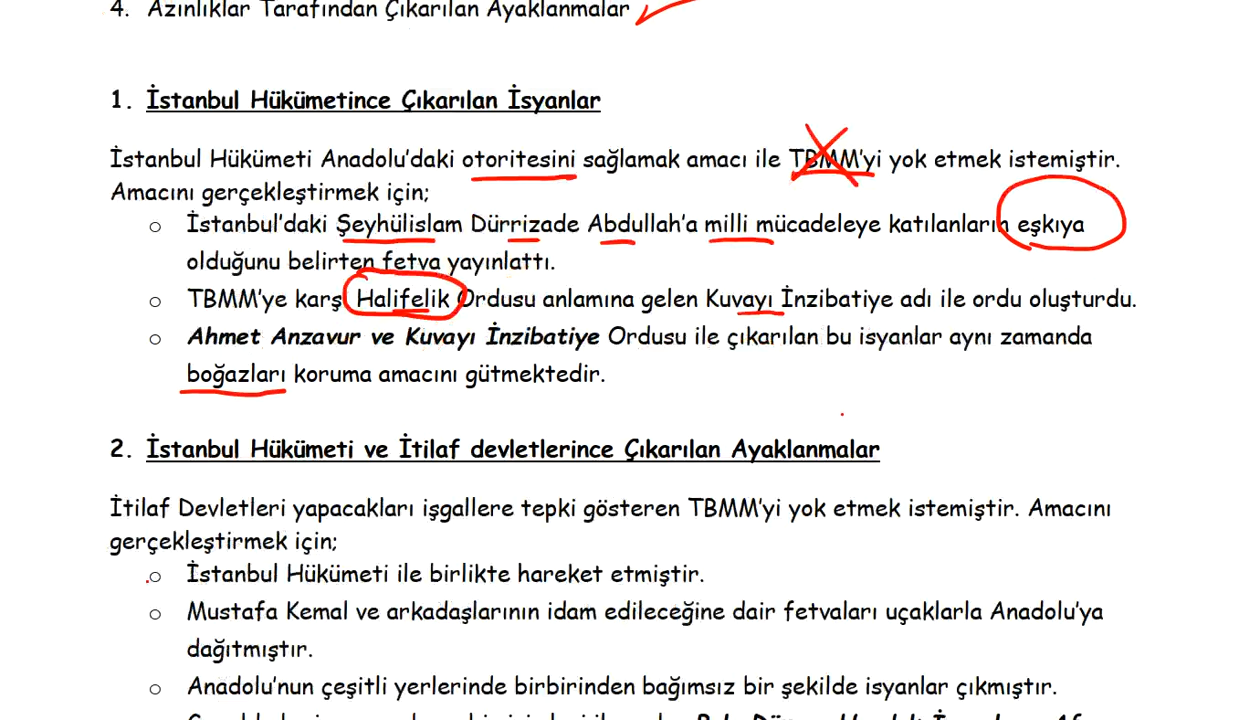 4. Azınlıklar Tarafından Çıkarılan Ayaklanmalar
1. İstanbul Hükümetince Çıkarılan İsyanlar
İstanbul Hükümeti Anadolu'daki otoritesini sağlamak amacı ile TBMM'yi yok etmek istemiştir.
Amacını gerçekleştirmek için;
o İstanbul'daki Şeyhülislam Dürrizade Abdullah'a milli mücadeleye katılanların eşkıya
olduğunu belirten fetva yayınlattı.
o TBMM'ye karş Halifelik Ordusu anlamına gelen Kuvayı İnzibatiye adı ile ordu oluşturdu.
o Ahmet Anzavur ve Kuvayı İnzibatiye Ordusu ile çıkarılan bu isyanlar aynı zamanda
boğazları koruma amacını gütmektedir.
2. İstanbul Hükümeti ve İtilaf devletlerince Çıkarılan Ayaklanmalar
İtilaf Devletleri yapacakları işgallere tepki gösteren TBMM'yi yok etmek istemiştir. Amacını
gerçekleştirmek için;
o İstanbul Hükümeti ile birlikte hareket etmiştir.
o Mustafa Kemal ve arkadaşlarının idam edileceğine dair fetvaları uçaklarla Anadolu'ya
dağıtmıştır.
o Anadolu'nun çeşitli yerlerinde birbirinden bağımsız bir şekilde isyanlar çıkmıştır.